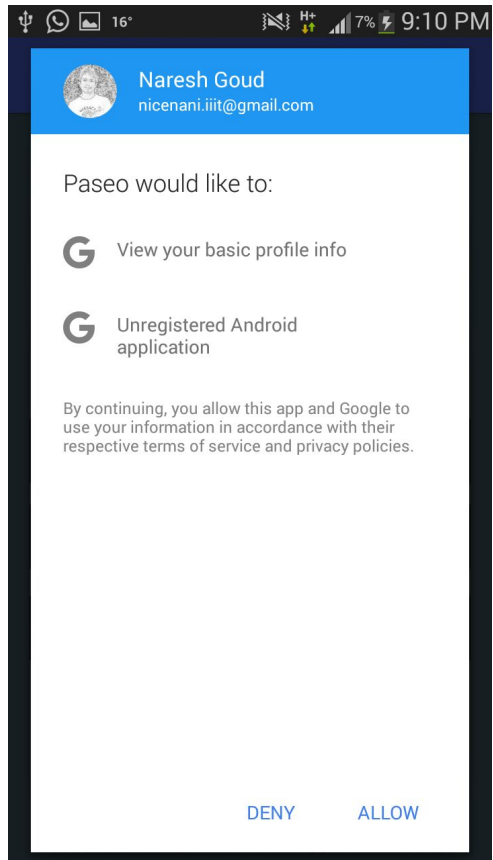 16° H+ 7% 9:10 PM
Naresh Goud
nicenani.iiit@gmail.com
Paseo would like to:
G View your basic profile info
G Unregistered Android
application
By continuing, you allow this app and Google to
use your information in accordance with their
respective terms of service and privacy policies.
DENY ALLOW